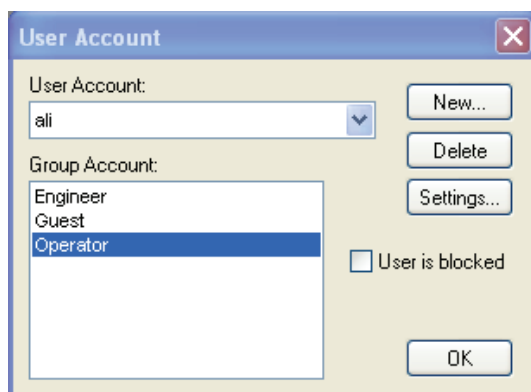 User Account
User Account:
New...
ali
Delete
Group Account:
Settings...
Engineer
Guest
Operator
User is blocked
OK